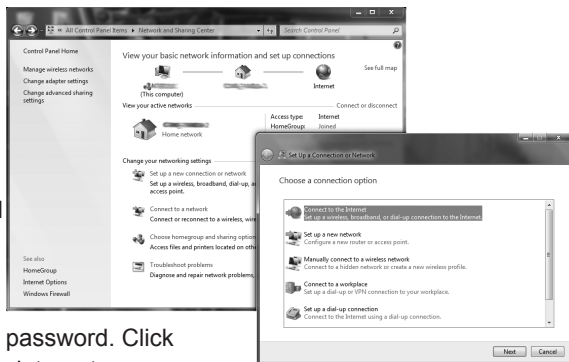 All Control Panel Items ▸ Network and Sharing Center
Search Control Panel
Control Panel Home
Manage wireless networks
Change adapter settings
Change advanced sharing
settings
See also
HomeGroup
Internet Options
Windows Firewall
View your basic network information and set up connections
See full map
(This computer)
Internet
View your active networks
Connect or disconnect
Home network
Access type: Internet
HomeGroup: Joined
Change your networking settings
Set up a new connection or network
Set up a wireless, broadband, dial-up, a
access point.
Connect to a network
Connect or reconnect to a wireless, wire
Choose homegroup and sharing option
Access files and printers located on othe
Troubleshoot problems
Diagnose and repair network problems,
Set Up a Connection or Network
Choose a connection option
Connect to the Internet
Set up a wireless, broadband, or dial-up connection to the Internet.
Set up a new network
Configure a new router or access point.
Manually connect to a wireless network
Connect to a hidden network or create a new wireless profile.
Connect to a workplace
Set up a dial-up or VPN connection to your workplace.
Set up a dial-up connection
Connect to the Internet using a dial-up connection.
Next
Cancel
password. Click